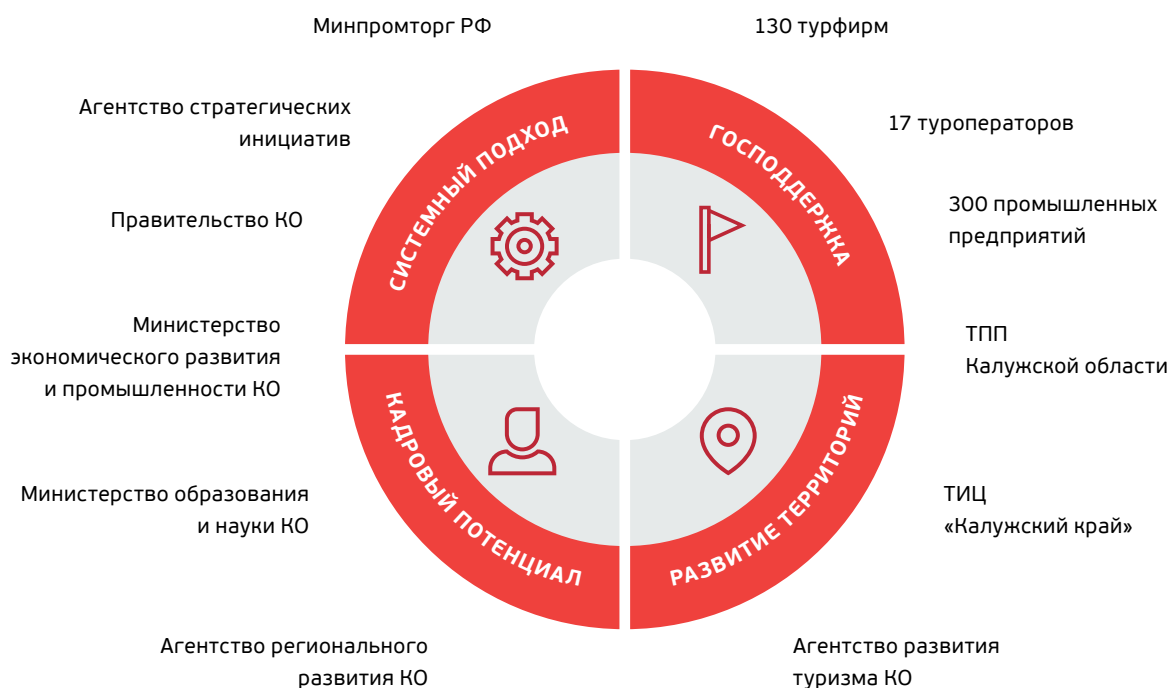 Минпромторг РФ
130 турфирм
Агентство стратегических
инициатив
17 туроператоров
СИСТЕМНЫЙ ПОДХОД
ГОСПОДДЕРЖКА
Правительство КО
300 промышленных
предприятий
Министерство
экономического развития
и промышленности КО
ТПП
Калужской области
КАДРОВЫЙ ПОТЕНЦИАЛ
РАЗВИТИЕ ТЕРРИТОРИЙ
Министерство образования
и науки КО
ТИЦ
«Калужский край»
Агентство регионального
развития КО
Агентство развития
туризма КО